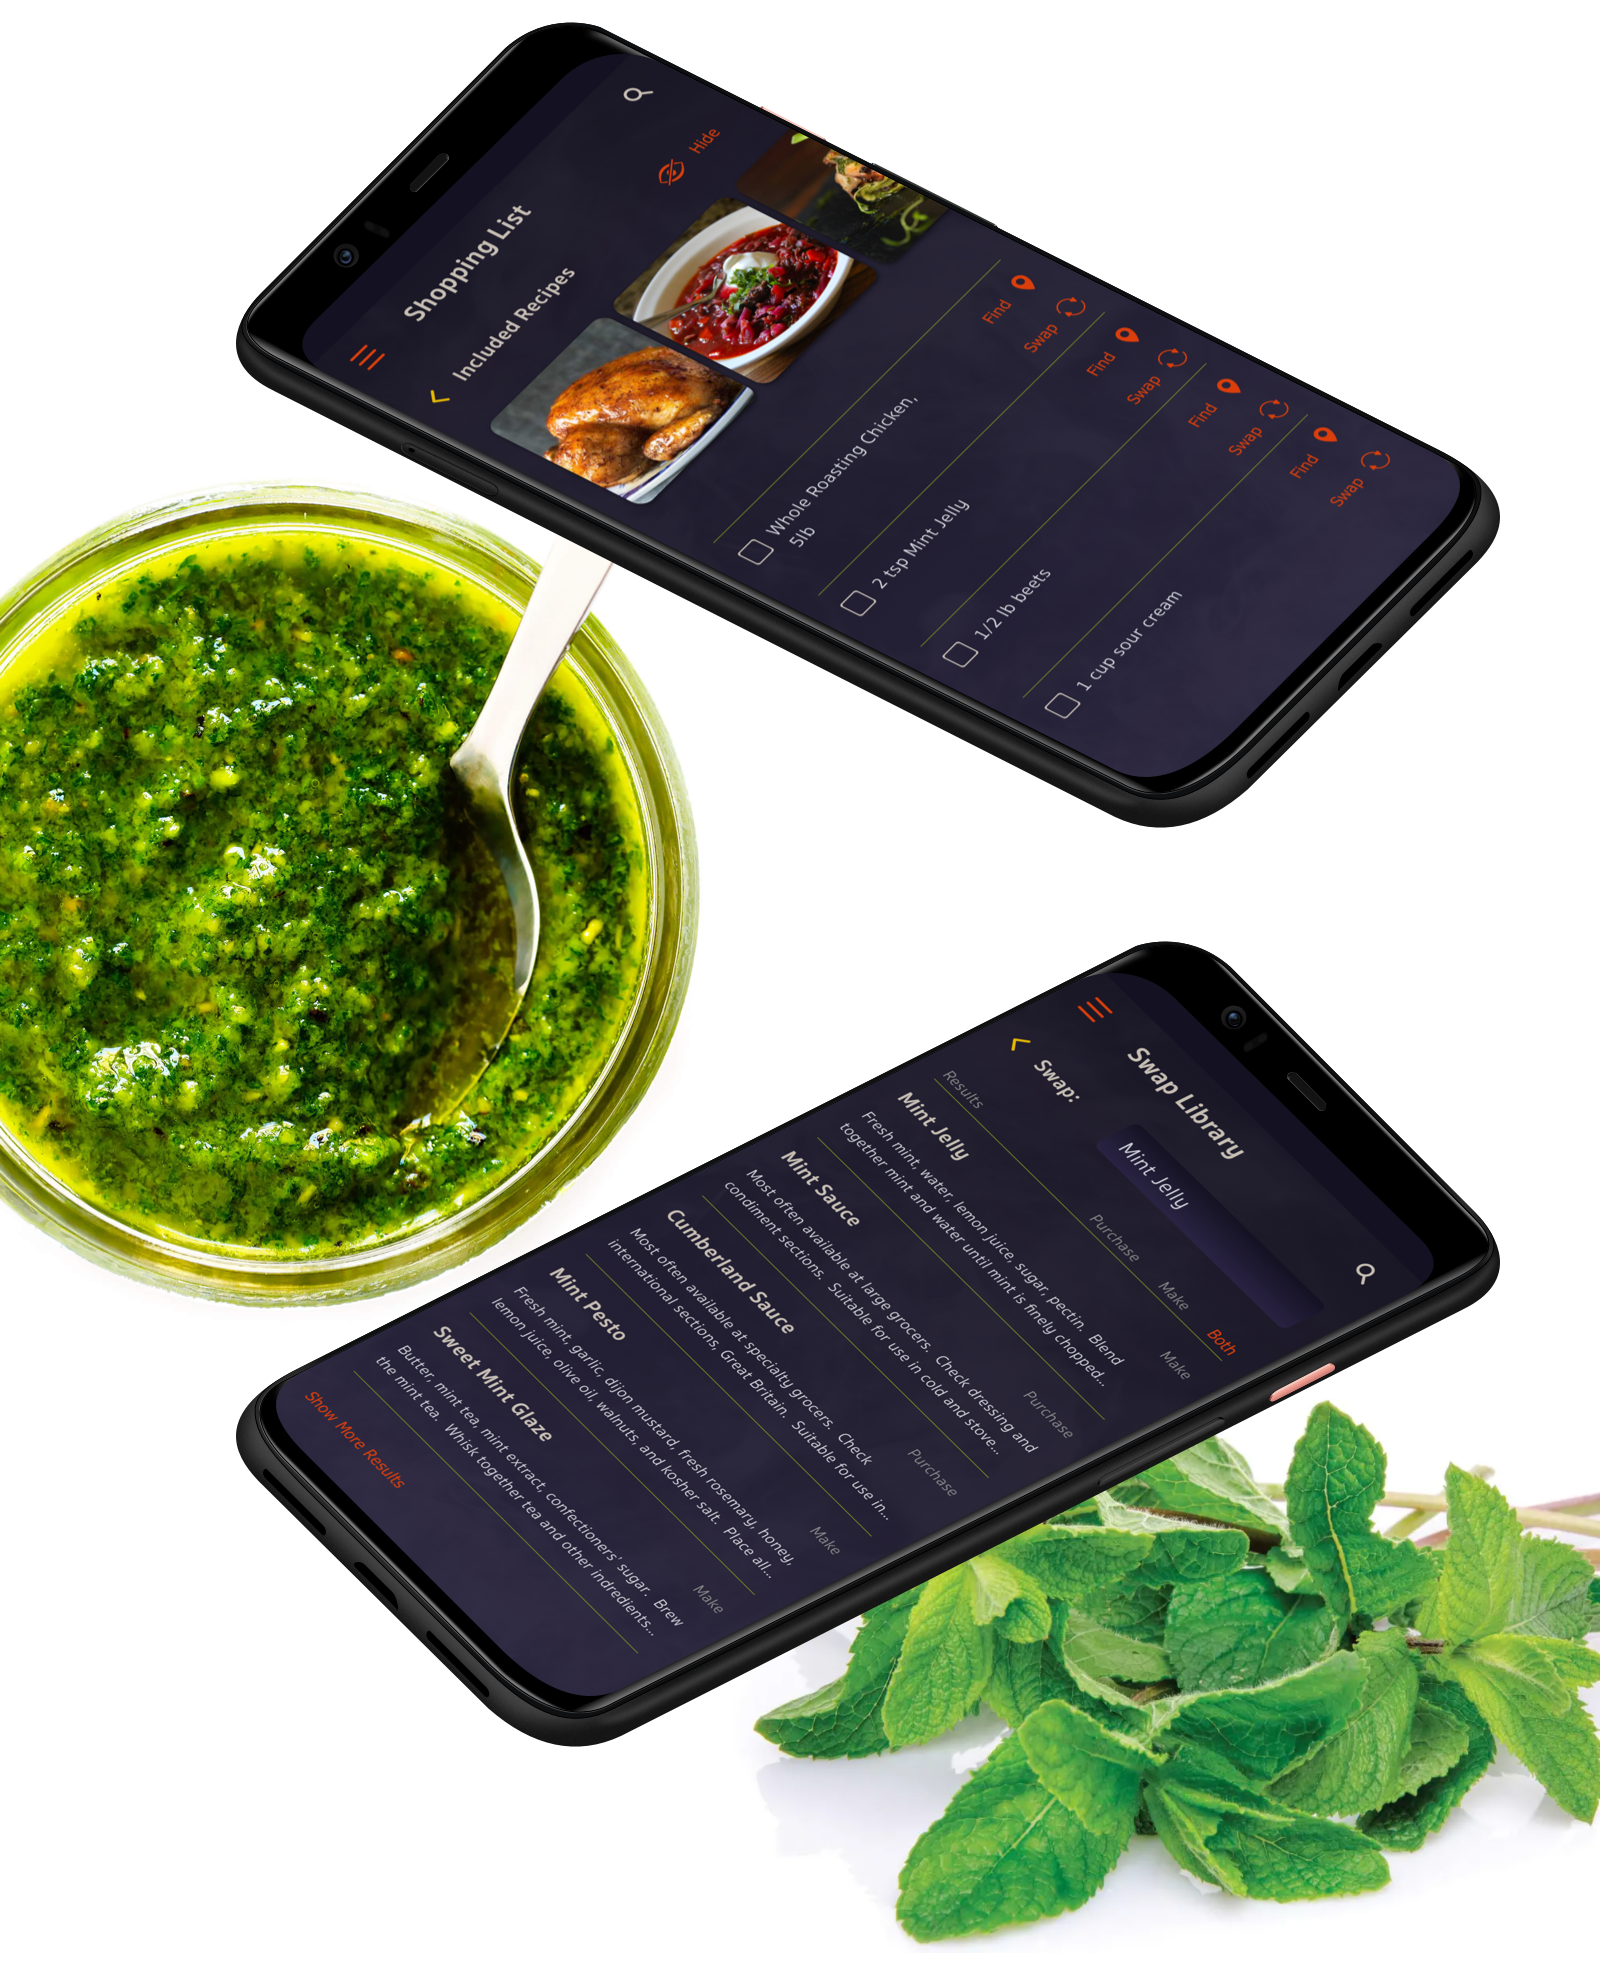 Shopping List
Included Recipes
Hide
Whole Roasting Chicken,
5lb
Find
Swap
2 tsp Mint Jelly
Find
Swap
1/2 lb beets
Find
Swap
1 cup sour cream
Find
Swap
Swap Library
Swap:
Mint Jelly
Results
Purchase
Make
Both
Mint Jelly
Make
Fresh mint, water, lemon juice, sugar, pectin. Blend
together mint and water until mint is finely chopped...
Mint Sauce
Purchase
Most often available at large grocers. Check dressing and
condiment sections. Suitable for use in cold and stove...
Cumberland Sauce
Purchase
Most often available at specialty grocers. Check
international sections, Great Britain. Suitable for use in...
Mint Pesto
Make
Fresh mint, garlic, dijon mustard, fresh rosemary, honey,
lemon juice, olive oil, walnuts, and kosher salt. Place all...
Sweet Mint Glaze
Make
Butter, mint tea, mint extract, confectioners' sugar. Brew
the mint tea. Whisk together tea and other indredients...
Show More Results